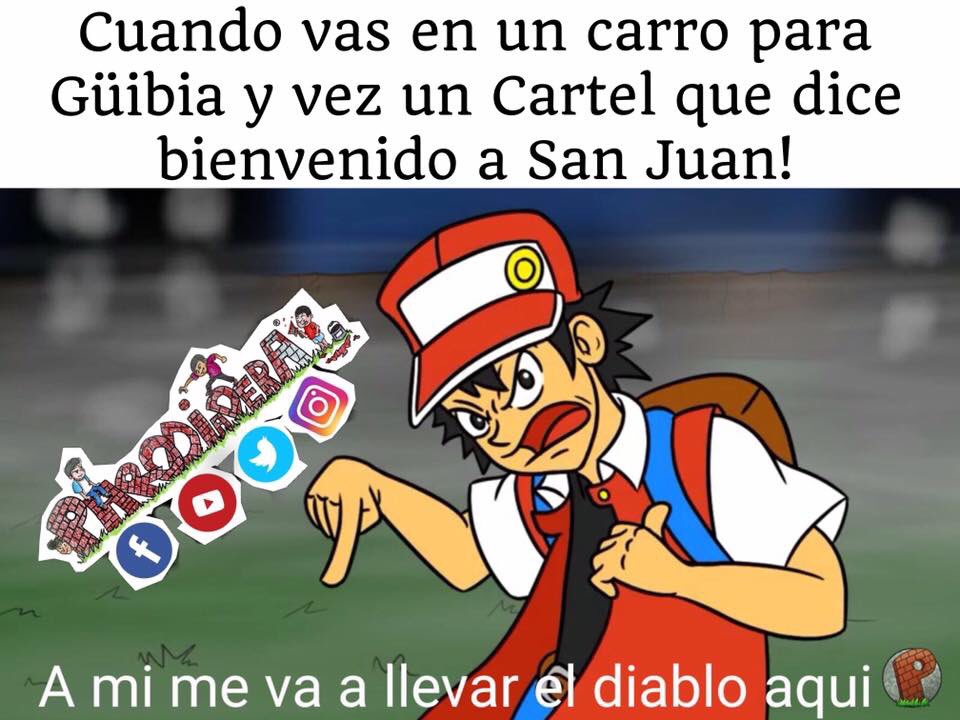 Cuando vas en un carro para
Güibia y vez un Cartel que dice
bienvenido a San Juan!
PARODIADERA
A mi me va a llevar el diablo aqui
P